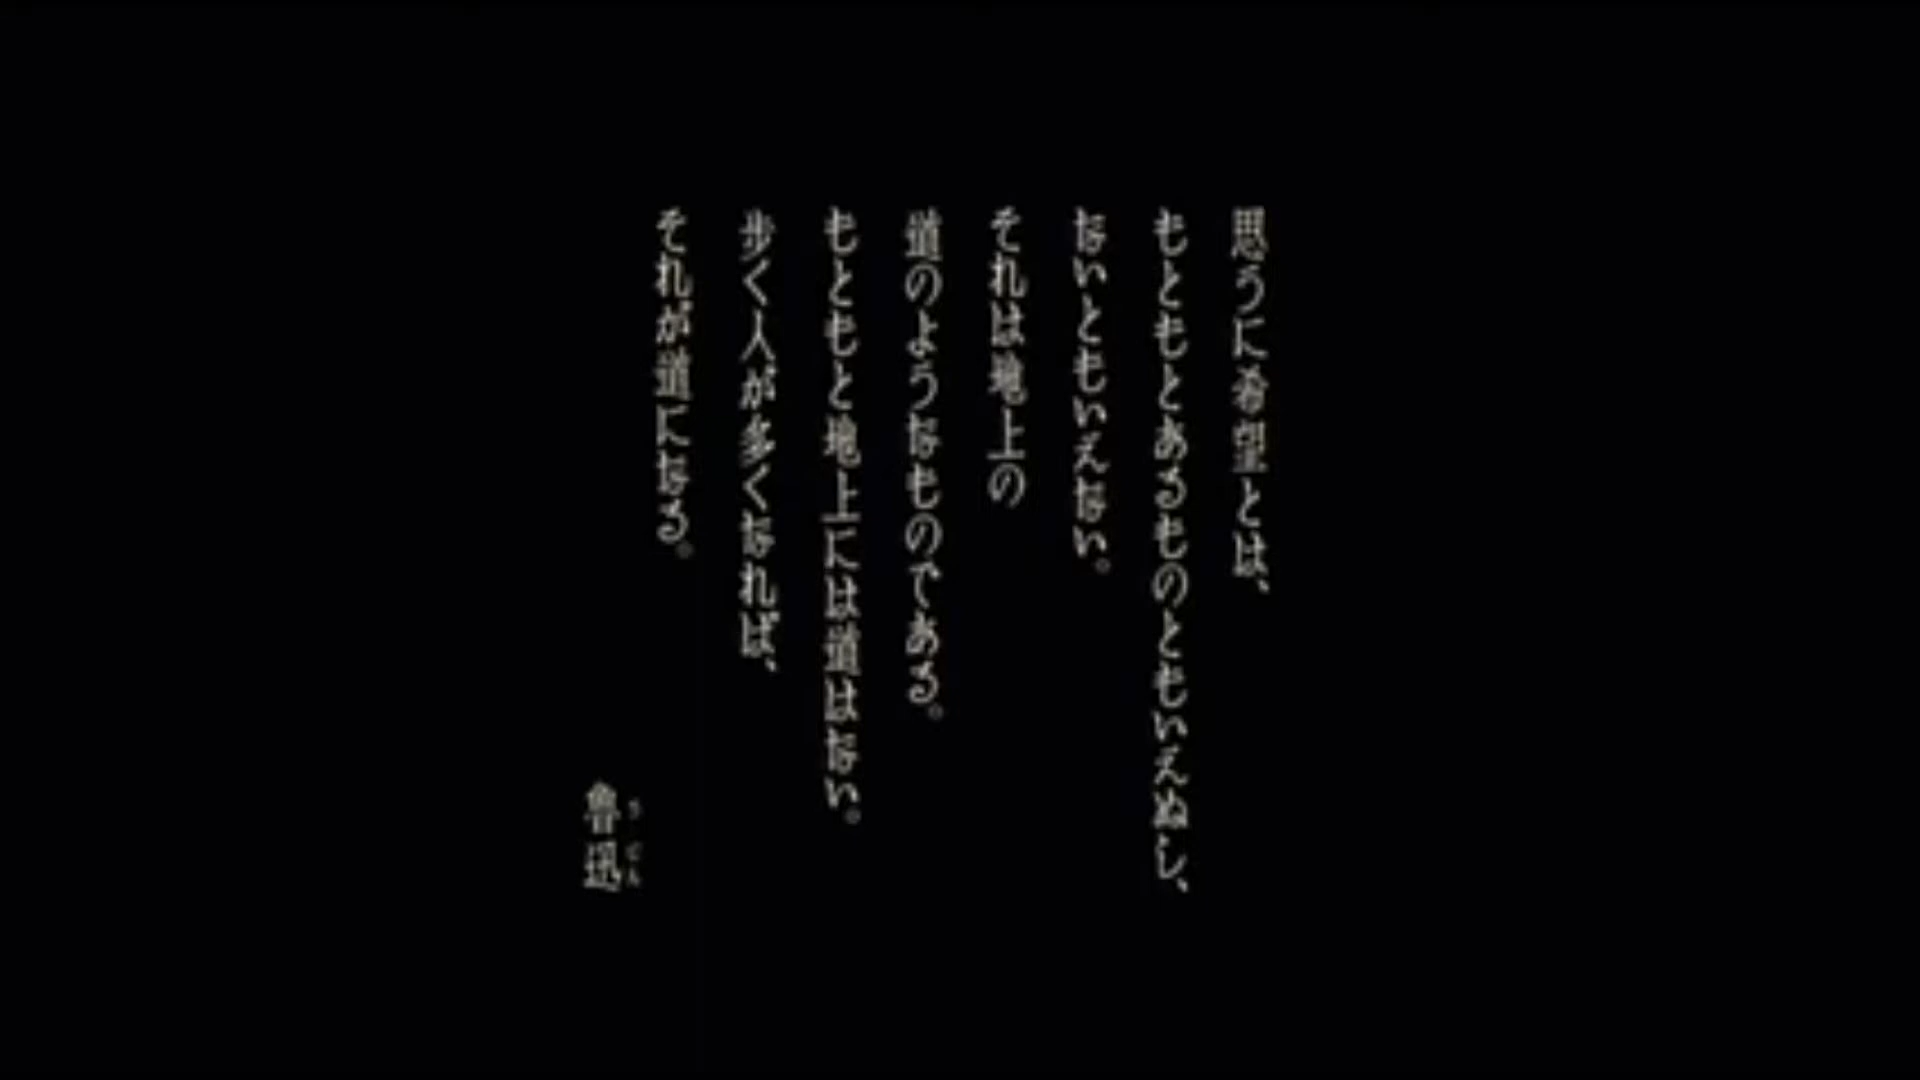 思うに希望とは、
もともとあるものともいえぬし、
ないともいえない。
それは地上の
道のようなものである。
もともと地上には道はない。
歩く人が多くなれば、
それが道になる。
魯迅
ろじん